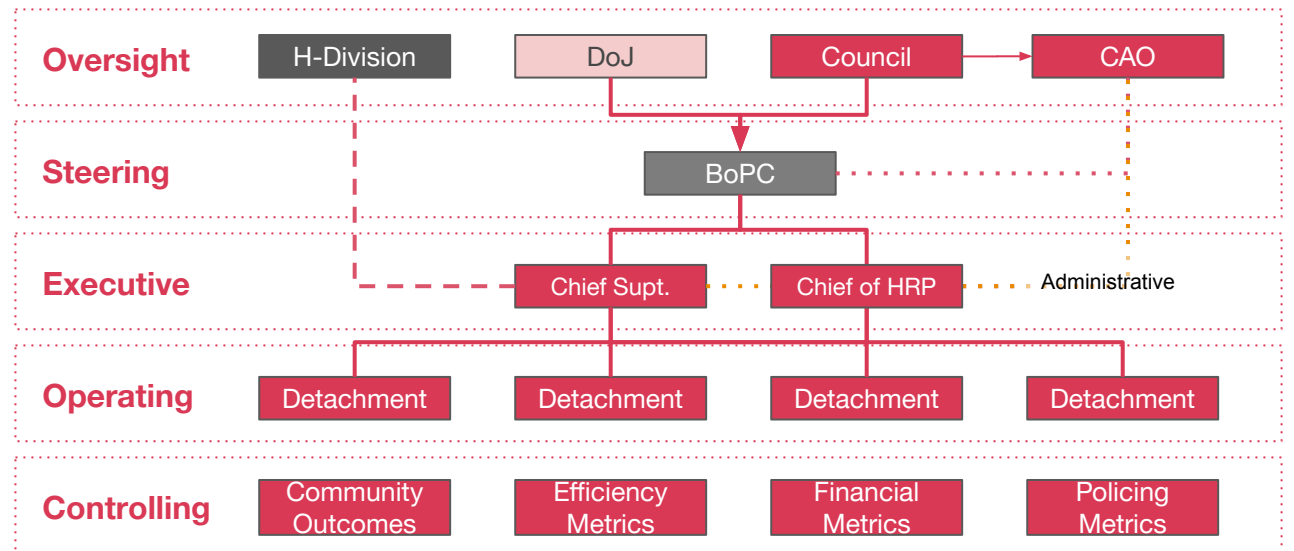 Oversight
H-Division
DoJ
Council
CAO
Steering
BoPC
Executive
Chief Supt.
Chief of HRP
Administrative
Operating
Detachment
Detachment
Detachment
Detachment
Controlling
Community
Outcomes
Efficiency
Metrics
Financial
Metrics
Policing
Metrics